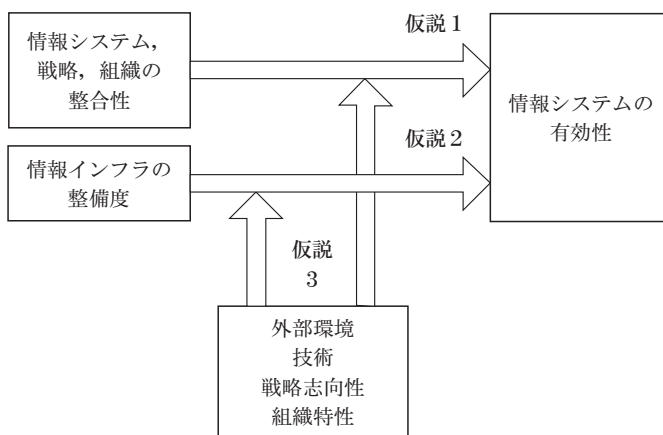 仮説1
情報システム，
戦略，組織の
整合性
情報システムの
有効性
仮説2
情報インフラの
整備度
仮説
3
外部環境
技術
戦略志向性
組織特性